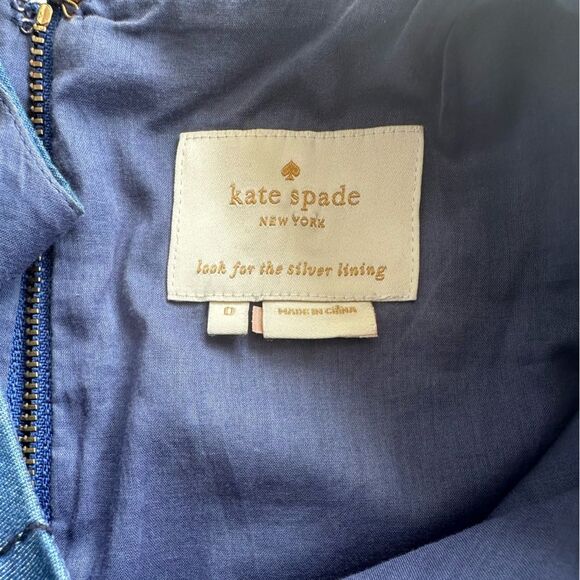 kate spade
NEW YORK
look for the silver lining
0
MADE IN CHINA